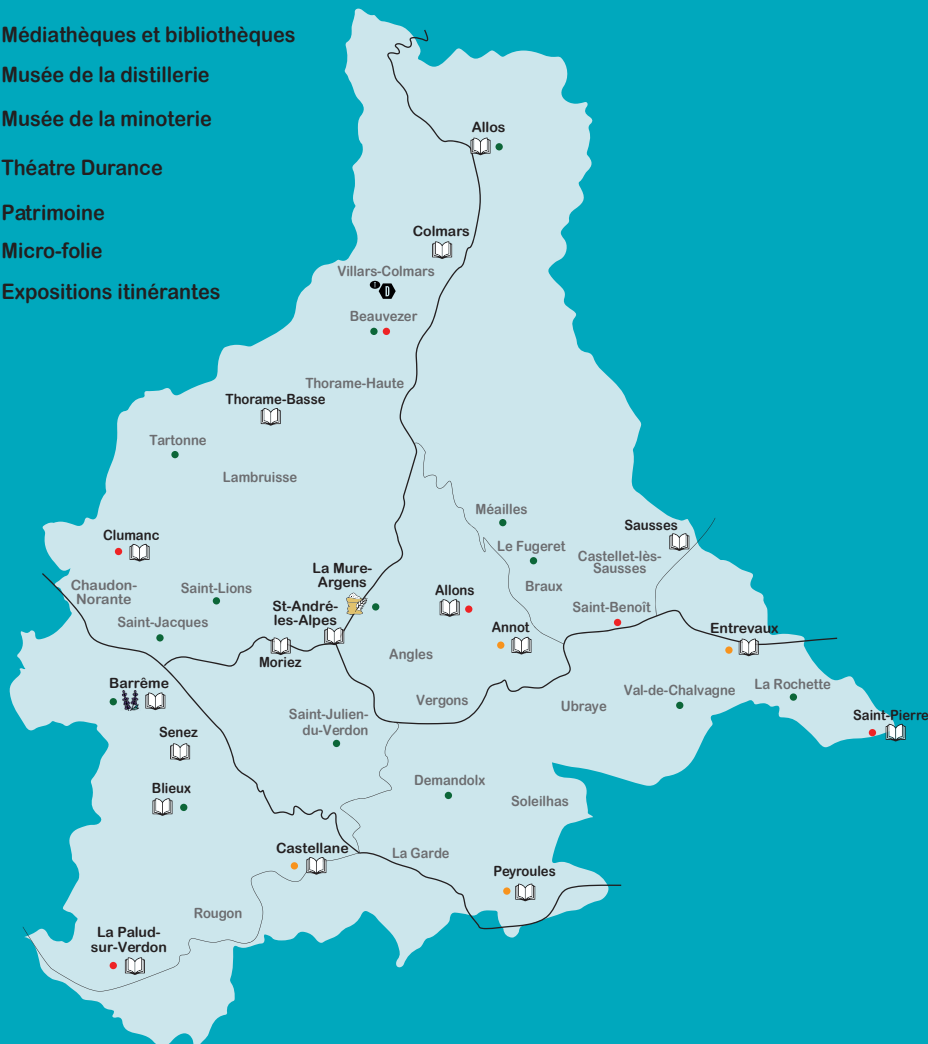 Médiathèques et bibliothèques
Musée de la distillerie
Musée de la minoterie
Théatre Durance
Patrimoine
Micro-folie
Expositions itinérantes
Allos
Colmars
Villars-Colmars
Beauvezer
Thorame-Haute
Thorame-Basse
Tartonne
Lambruisse
Méailles
Sausses
Clumanc
Le Fugeret
Castellet-lès-
Sausses
La Mure-
Argens
Chaudon-
Norante
Saint-Lions
Allons
Braux
St-André-
les-Alpes
Saint-Benoît
Saint-Jacques
Annot
Entrevaux
Moriez
Angles
Barrême
Vergons
Ubraye
Val-de-Chalvagne
La Rochette
Saint-Julien-
du-Verdon
Saint-Pierre
Senez
Blieux
Demandolx
Soleilhas
Castellane
La Garde
Peyroules
Rougon
La Palud-
sur-Verdon